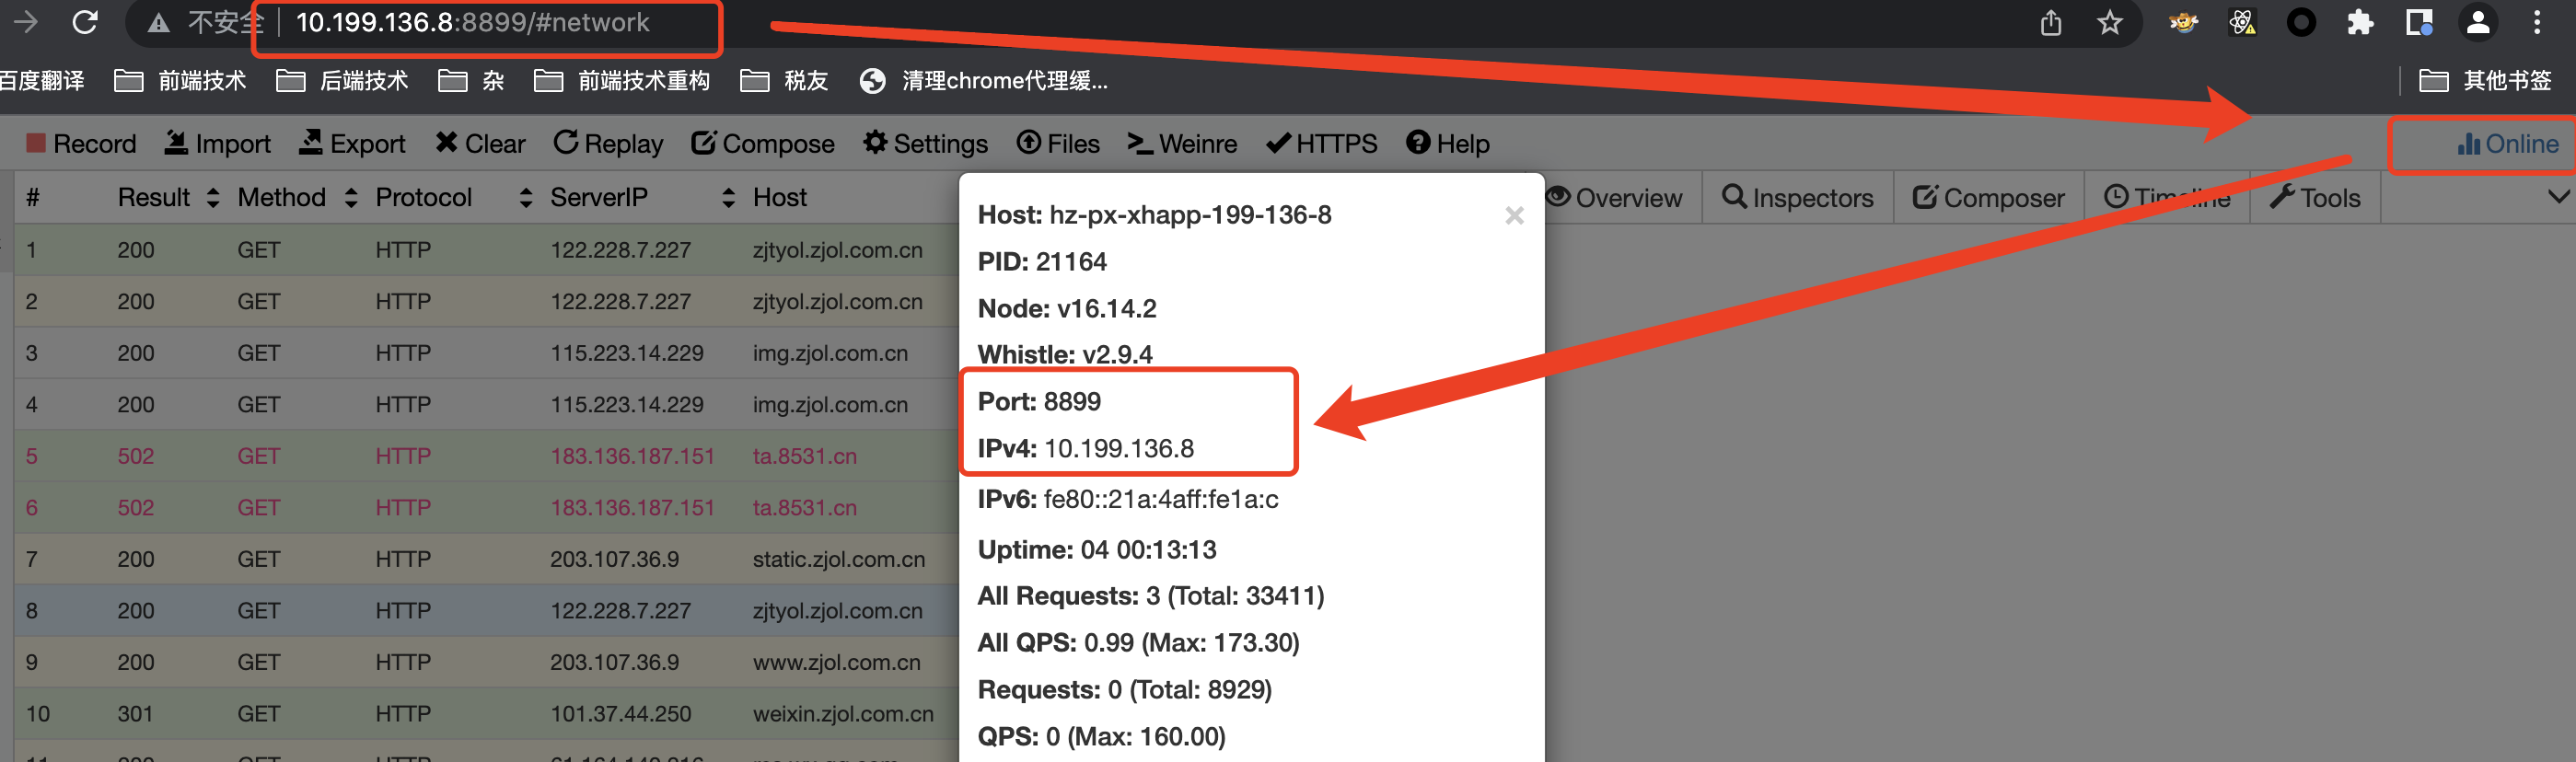 不安全 10.199.136.8:8899/#network
百度翻译 前端技术 后端技术 杂 前端技术重构 税友 清理chrome代理缓... 其他书签
Record Import Export Clear Replay Compose Settings Files Weinre HTTPS Help Online
# Result Method Protocol ServerIP Host Overview Inspectors Composer Timeline Tools
1 200 GET HTTP 122.228.7.227 zjtyol.zjol.com.cn
2 200 GET HTTP 122.228.7.227 zjtyol.zjol.com.cn
3 200 GET HTTP 115.223.14.229 img.zjol.com.cn
4 200 GET HTTP 115.223.14.229 img.zjol.com.cn
5 502 GET HTTP 183.136.187.151 ta.8531.cn
6 502 GET HTTP 183.136.187.151 ta.8531.cn
7 200 GET HTTP 203.107.36.9 static.zjol.com.cn
8 200 GET HTTP 122.228.7.227 zjtyol.zjol.com.cn
9 200 GET HTTP 203.107.36.9 www.zjol.com.cn
10 301 GET HTTP 101.37.44.250 weixin.zjol.com.cn
Host: hz-px-xhapp-199-136-8
PID: 21164
Node: v16.14.2
Whistle: v2.9.4
Port: 8899
IPv4: 10.199.136.8
IPv6: fe80::21a:4aff:fe1a:c
Uptime: 04 00:13:13
All Requests: 3 (Total: 33411)
All QPS: 0.99 (Max: 173.30)
Requests: 0 (Total: 8929)
QPS: 0 (Max: 160.00)